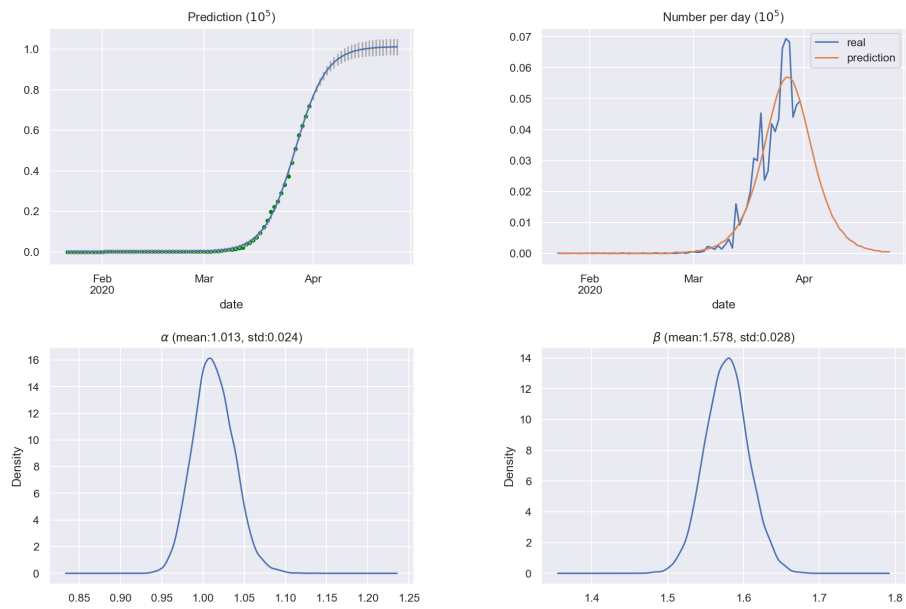 Prediction (10⁵)
1.0
0.8
0.6
0.4
0.2
0.0
Feb
2020
Mar
Apr
date
Number per day (10⁵)
real
prediction
0.07
0.06
0.05
0.04
0.03
0.02
0.01
0.00
Feb
2020
Mar
Apr
date
α (mean:1.013, std:0.024)
Density
16
14
12
10
8
6
4
2
0
0.85 0.90 0.95 1.00 1.05 1.10 1.15 1.20 1.25
β (mean:1.578, std:0.028)
Density
14
12
10
8
6
4
2
0
1.4 1.5 1.6 1.7 1.8